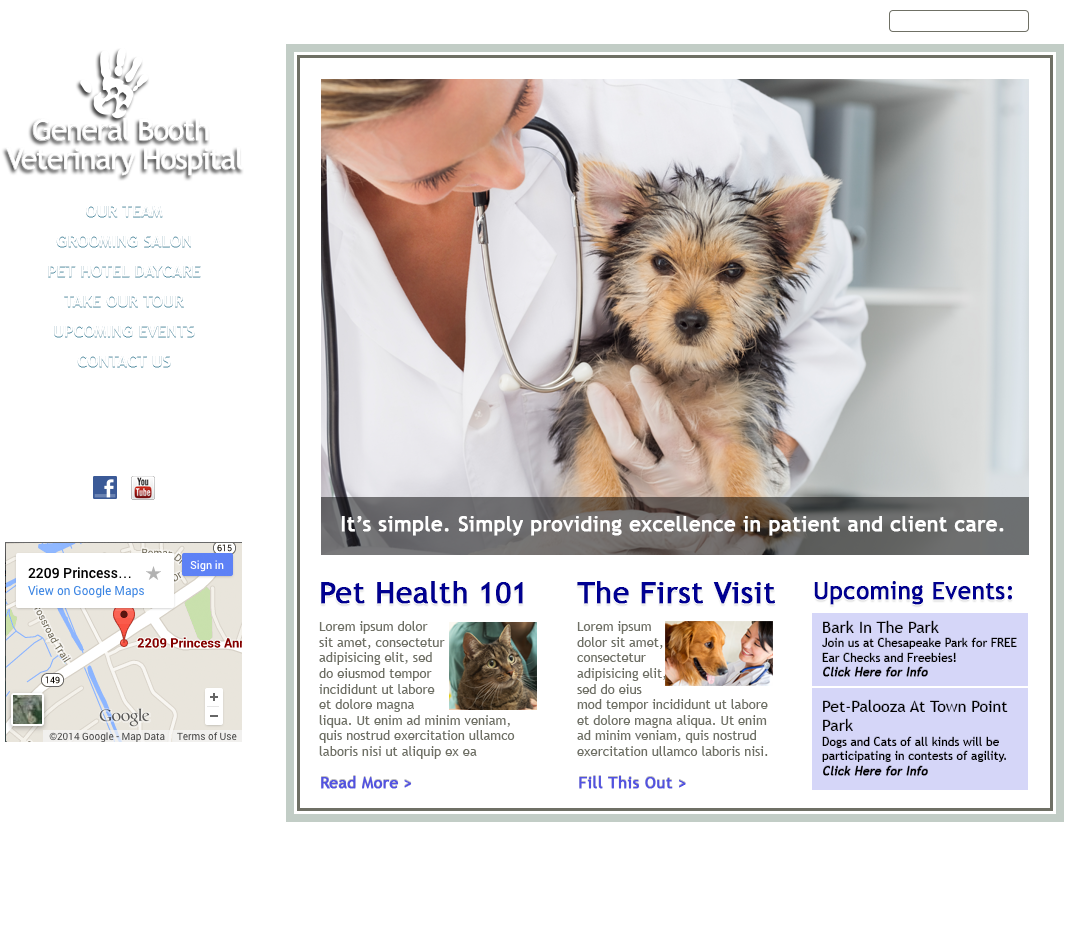 General Booth
Veterinary Hospital
OUR TEAM
GROOMING SALON
PET HOTEL DAYCARE
TAKE OUR TOUR
UPCOMING EVENTS
CONTACT US
You
Tube
615
2209 Princess...
Sign in
View on Google Maps
ossroad Trail
2209 Princess Ann
149
Google
©2014 Google - Map Data
Terms of Use
It's simple. Simply providing excellence in patient and client care.
Pet Health 101
Lorem ipsum dolor
sit amet, consectetur
adipisicing elit, sed
do eiusmod tempor
incididunt ut labore
et dolore magna
liqua. Ut enim ad minim veniam,
quis nostrud exercitation ullamco
laboris nisi ut aliquip ex ea
Read More >
The First Visit
Lorem ipsum
dolor sit amet,
consectetur
adipisicing elit,
sed do eius
mod tempor incididunt ut labore
et dolore magna aliqua. Ut enim
ad minim veniam, quis nostrud
exercitation ullamco laboris nisi.
Fill This Out >
Upcoming Events:
Bark In The Park
Join us at Chesapeake Park for FREE
Ear Checks and Freebies!
Click Here for Info
Pet-Palooza At Town Point
Park
Dogs and Cats of all kinds will be
participating in contests of agility.
Click Here for Info